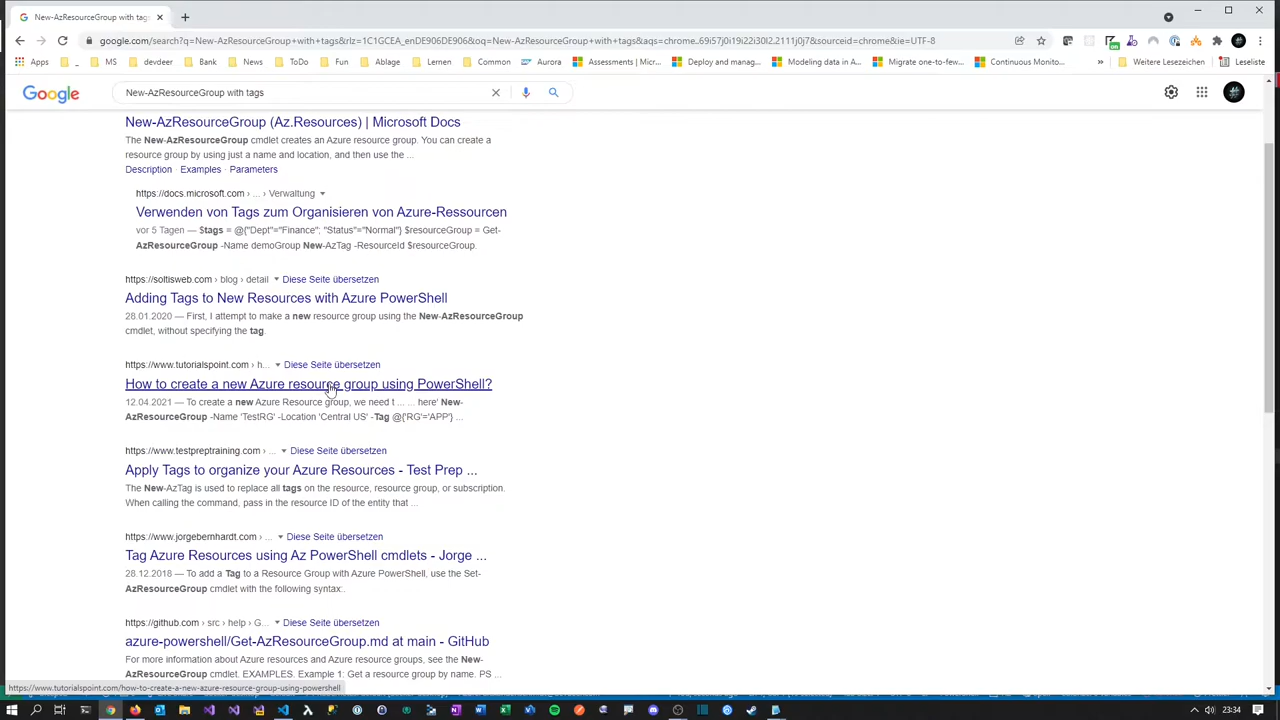 New-AzResourceGroup with tags
google.com/search?q=New-AzResourceGroup+with+tags&rlz=1C1GCEA_enDE906DE906&oq=New-AzResourceGroup+with+tags&aqs=chrome..69i57j0i19i22i30l2.2111j0j7&sourceid=chrome&ie=UTF-8
Apps
MS
devdeer
Bank
News
ToDo
Fun
Ablage
Lernen
Common
Aurora
Assessments | Micr...
Deploy and manag...
Modeling data in A...
Migrate one-to-few...
Continuous Monito...
Weitere Lesezeichen
Leseliste
Google
New-AzResourceGroup with tags
New-AzResourceGroup (Az.Resources) | Microsoft Docs
The New-AzResourceGroup cmdlet creates an Azure resource group. You can create a
resource group by using just a name and location, and then use the ...
Description · Examples · Parameters
https://docs.microsoft.com › ... › Verwaltung
Verwenden von Tags zum Organisieren von Azure-Ressourcen
vor 5 Tagen — $tags = @{"Dept"="Finance"; "Status"="Normal"} $resourceGroup = Get-
AzResourceGroup -Name demoGroup New-AzTag -ResourceId $resourceGroup.
https://soltisweb.com › blog › detail Diese Seite übersetzen
Adding Tags to New Resources with Azure PowerShell
28.01.2020 — First, I attempt to make a new resource group using the New-AzResourceGroup
cmdlet, without specifying the tag.
https://www.tutorialspoint.com › h... Diese Seite übersetzen
How to create a new Azure resource group using PowerShell?
12.04.2021 — To create a new Azure Resource group, we need t ... ... here' New-
AzResourceGroup -Name 'TestRG' -Location 'Central US' -Tag @{'RG'='APP'} ...
https://www.testpreptraining.com › ... Diese Seite übersetzen
Apply Tags to organize your Azure Resources - Test Prep ...
The New-AzTag is used to replace all tags on the resource, resource group, or subscription.
When calling the command, pass in the resource ID of the entity that ...
https://www.jorgebernhardt.com › ... Diese Seite übersetzen
Tag Azure Resources using Az PowerShell cmdlets - Jorge ...
28.12.2018 — To add a Tag to a Resource Group with Azure PowerShell, use the Set-
AzResourceGroup cmdlet with the following syntax:.
https://github.com › src › help › G... Diese Seite übersetzen
azure-powershell/Get-AzResourceGroup.md at main - GitHub
For more information about Azure resources and Azure resource groups, see the New-
AzResourceGroup cmdlet. EXAMPLES. Example 1: Get a resource group by name. PS ...
https://www.tutorialspoint.com/how-to-create-a-new-azure-resource-group-using-powershell
23:34